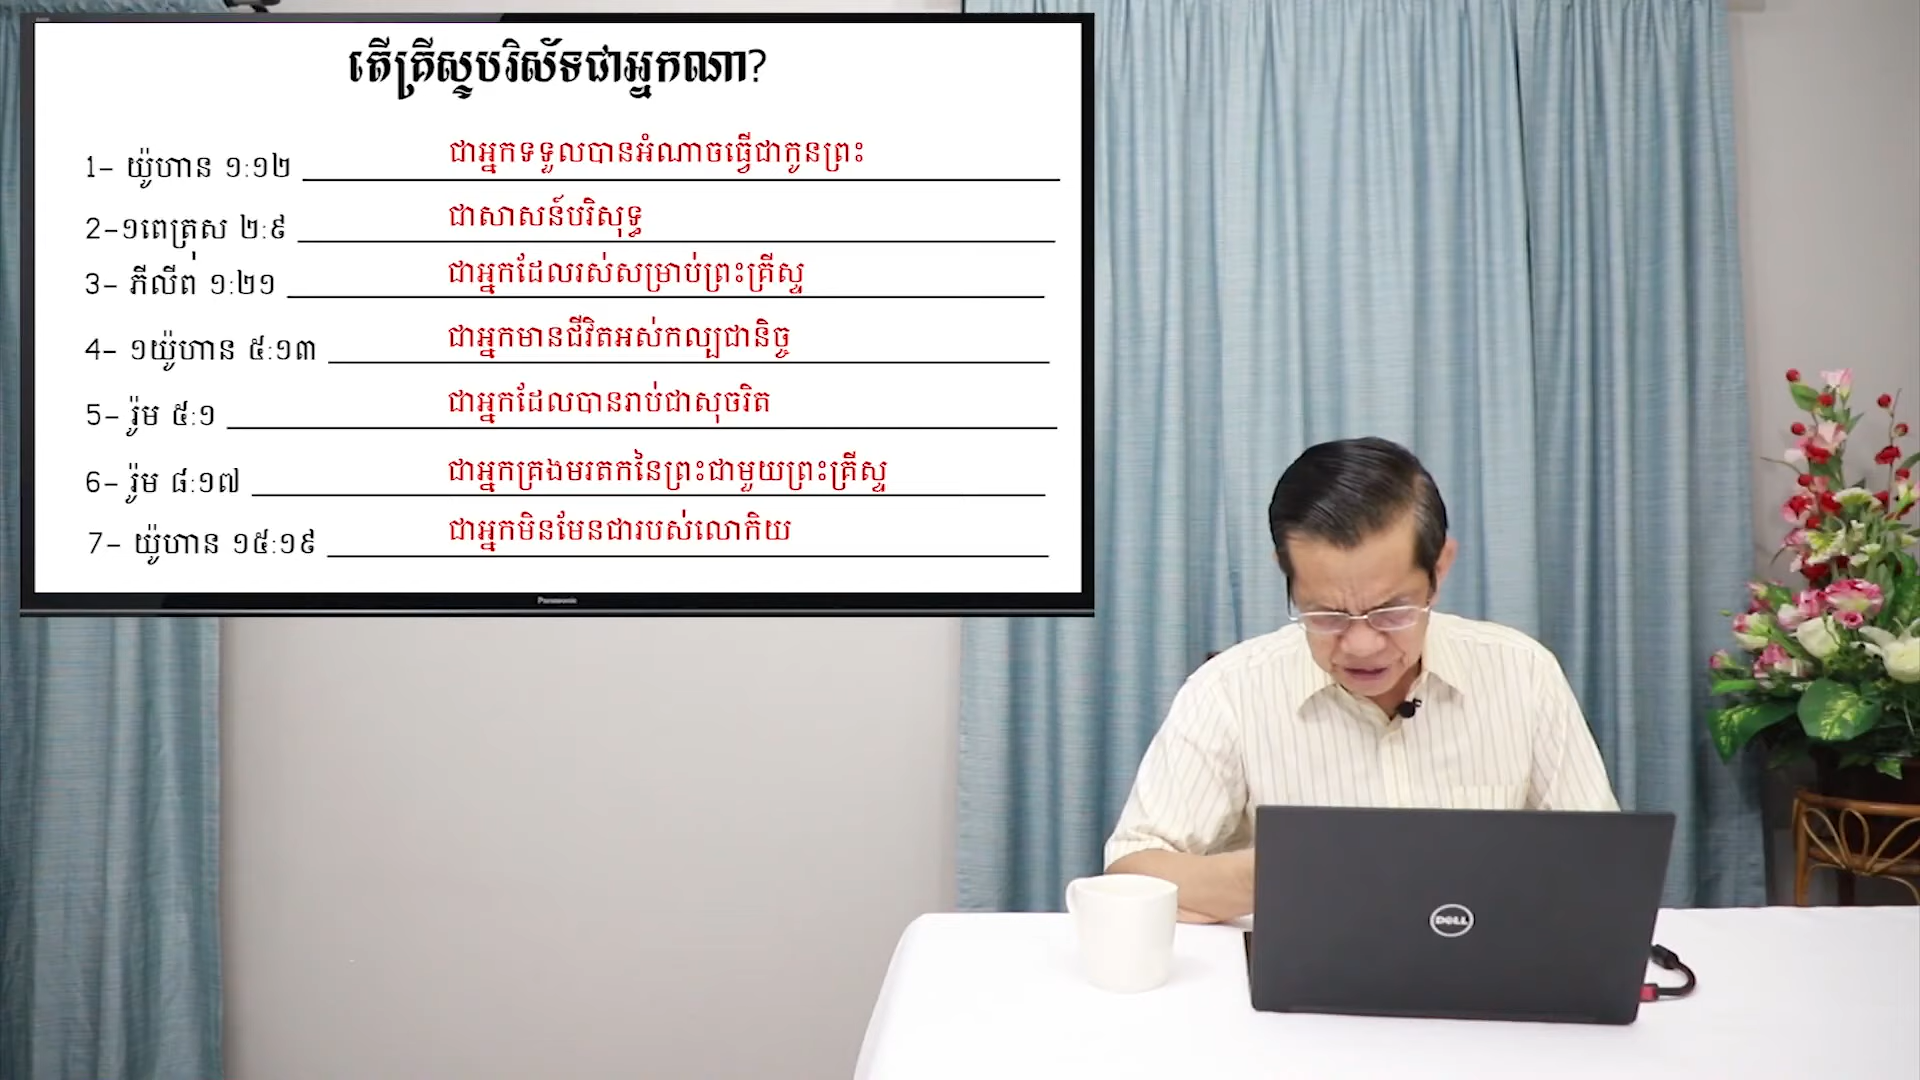 តើគ្រីស្ទបរិស័ទជាអ្នកណា?
1- យ៉ូហាន ១:១២ ជាអ្នកទទួលបានអំណាចធ្វើជាកូនព្រះ
2-១ពេត្រុស ២:៩ ជាសាសន៍បរិសុទ្ធ
3- ភីលីព ១:២១ ជាអ្នកដែលរស់សម្រាប់ព្រះគ្រីស្ទ
4- ១យ៉ូហាន ៥:១៣ ជាអ្នកមានជីវិតអស់កល្បជានិច្ច
5- រ៉ូម ៥:១ ជាអ្នកដែលបានរាប់ជាសុចរិត
6- រ៉ូម ៨:១៧ ជាអ្នកគ្រងមរតកនៃព្រះជាមួយព្រះគ្រីស្ទ
7- យ៉ូហាន ១៥:១៩ ជាអ្នកមិនមែនជារបស់លោកិយ
Panasonic
DELL